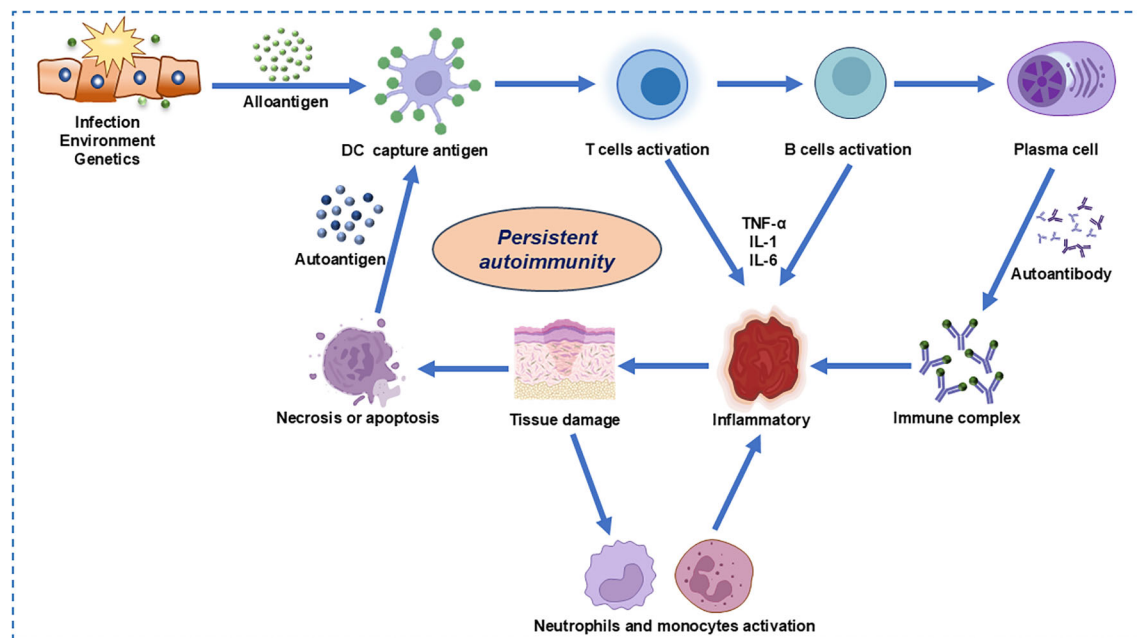 Alloantigen
Infection
Environment
Genetics
DC capture antigen
T cells activation
B cells activation
Plasma cell
Autoantigen
Persistent
autoimmunity
TNF-α
IL-1
IL-6
Autoantibody
Necrosis or apoptosis
Tissue damage
Inflammatory
Immune complex
Neutrophils and monocytes activation